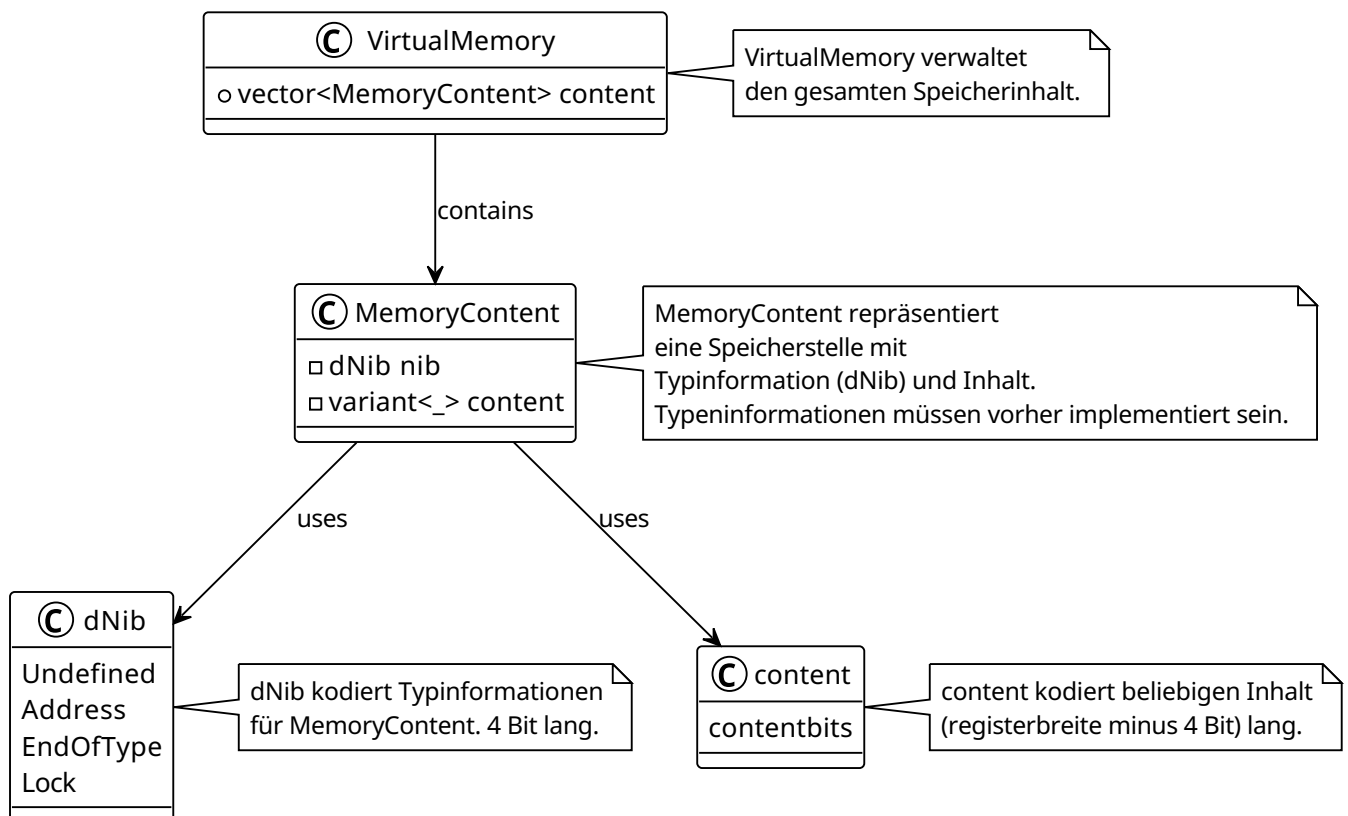 C VirtualMemory
vector<MemoryContent> content
VirtualMemory verwaltet
den gesamten Speicherinhalt.
contains
C MemoryContent
dNib nib
variant<_> content
MemoryContent repräsentiert
eine Speicherstelle mit
Typinformation (dNib) und Inhalt.
Typeninformationen müssen vorher implementiert sein.
uses
uses
C dNib
Undefined
Address
EndOfType
Lock
dNib kodiert Typinformationen
für MemoryContent. 4 Bit lang.
C content
contentbits
content kodiert beliebigen Inhalt
(registerbreite minus 4 Bit) lang.